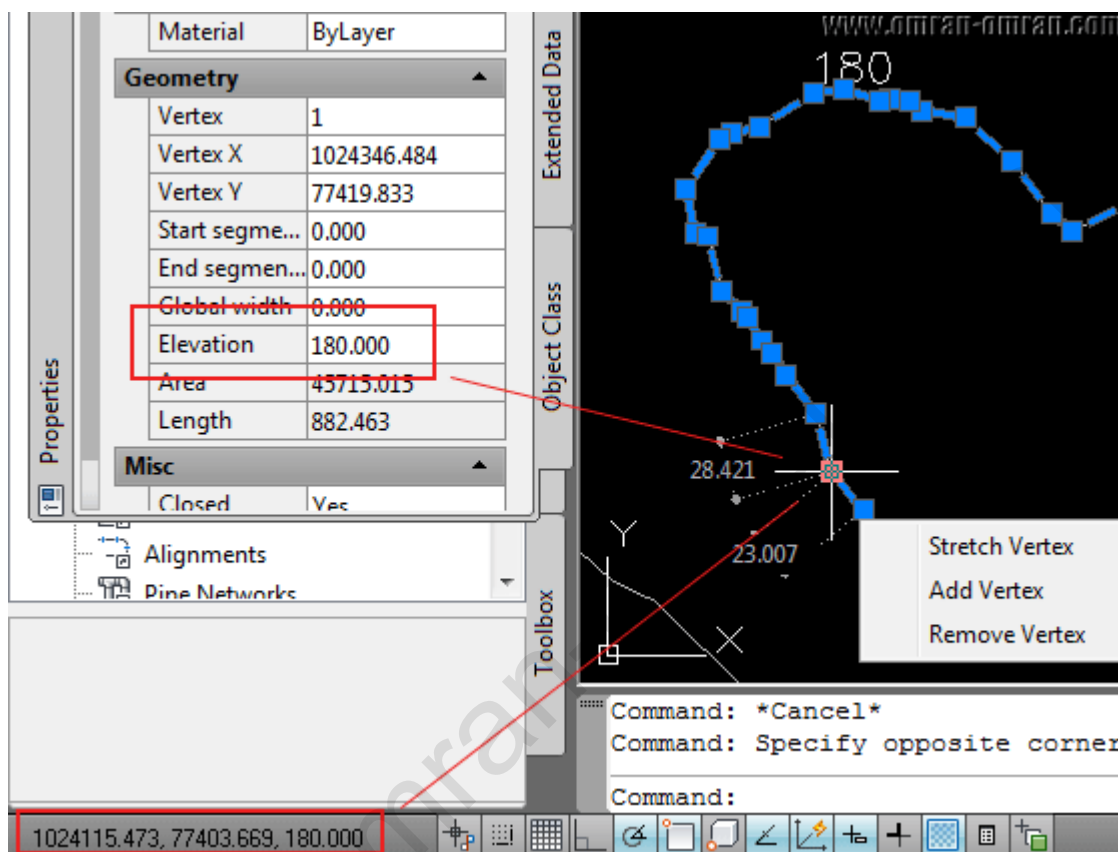 www.omran-omran.com
Material ByLayer
Geometry
Vertex 1
Vertex X 1024346.484
Vertex Y 77419.833
Start segme... 0.000
End segmen... 0.000
Global width 0.000
Elevation 180.000
Area 45715.015
Length 882.463
Misc
Closed Yes
Properties
Alignments
Pine Networks
Extended Data
Object Class
Toolbox
180
28.421
23.007
Y
X
Stretch Vertex
Add Vertex
Remove Vertex
Command: *Cancel*
Command: Specify opposite corner
Command:
1024115.473, 77403.669, 180.000